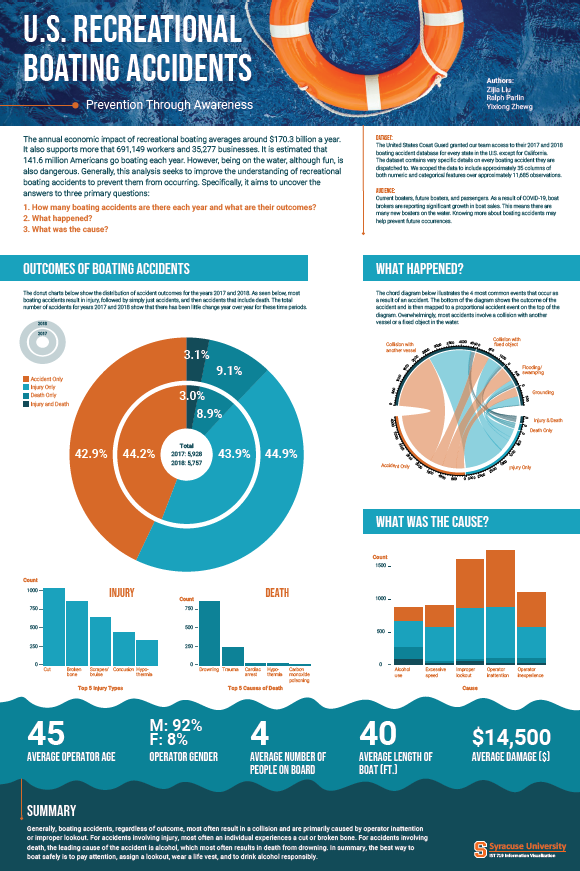 U.S. RECREATIONAL
BOATING ACCIDENTS
Prevention Through Awareness
Authors:
Zijia Liu
Ralph Parlin
Yixiong Zhewg
The annual economic impact of recreational boating averages around $170.3 billion a year.
It also supports more that 691,149 workers and 35,277 businesses. It is estimated that
141.6 million Americans go boating each year. However, being on the water, although fun, is
also dangerous. Generally, this analysis seeks to improve the understanding of recreational
boating accidents to prevent them from occurring. Specifically, it aims to uncover the
answers to three primary questions:
1. How many boating accidents are there each year and what are their outcomes?
2. What happened?
3. What was the cause?
DATASET:
The United States Coast Guard granted our team access to their 2017 and 2018
boating accident database for every state in the U.S. except for California.
The dataset contains very specific details on every boating accident they are
dispatched to. We scoped the data to include approximately 35 columns of
both numeric and categorical features over approximately 11,685 observations.
AUDIENCE:
Current boaters, future boaters, and passengers. As a result of COVID-19, boat
brokers are reporting significant growth in boat sales. This means there are
many new boaters on the water. Knowing more about boating accidents may
help prevent future occurrences.
OUTCOMES OF BOATING ACCIDENTS
The donut charts below show the distribution of accident outcomes for the years 2017 and 2018. As seen below, most
boating accidents result in injury, followed by simply just accidents, and then accidents that include death. The total
number of accidents for years 2017 and 2018 show that there has been little change year over year for these time periods.
2018
2017
Accident Only
Injury Only
Death Only
Injury and Death
3.1%
9.1%
3.0%
8.9%
42.9%
44.2%
Total
2017: 5,928
2018: 5,757
43.9%
44.9%
WHAT HAPPENED?
The chord diagram below illustrates the 4 most common events that occur as
a result of an accident. The bottom of the diagram shows the outcome of the
accident and is then mapped to a proportional accident event on the top of the
diagram. Overwhelmingly, most accidents involve a collision with another
vessel or a fixed object in the water.
Collision with
another vessel
Collision with
fixed object
Flooding/
swamping
Grounding
Injury & Death
Death Only
Injury Only
Accident Only
WHAT WAS THE CAUSE?
Count
1500
1000
500
0
Alcohol
use
Excessive
speed
Improper
lookout
Operator
inattention
Operator
inexperience
Cause
Count
INJURY
1000
750
500
250
0
Cut
Broken
bone
Scrapes/
bruise
Concusion
Hypo-
thermia
Top 5 Injury Types
Count
DEATH
750
500
250
0
Drowning
Trauma
Cardiac
arrest
Hypo-
thermia
Carbon
monoxide
poisoning
Top 5 Causes of Death
45
AVERAGE OPERATOR AGE
M: 92%
F: 8%
OPERATOR GENDER
4
AVERAGE NUMBER OF
PEOPLE ON BOARD
40
AVERAGE LENGTH OF
BOAT (FT.)
$14,500
AVERAGE DAMAGE ($)
SUMMARY
Generally, boating accidents, regardless of outcome, most often result in a collision and are primarily caused by operator inattention
or improper lookout. For accidents involving injury, most often an individual experiences a cut or broken bone. For accidents involving
death, the leading cause of the accident is alcohol, which most often results in death from drowning. In summary, the best way to
boat safely is to pay attention, assign a lookout, wear a life vest, and to drink alcohol responsibly.
S Syracuse University
IST 719 Information Visualization